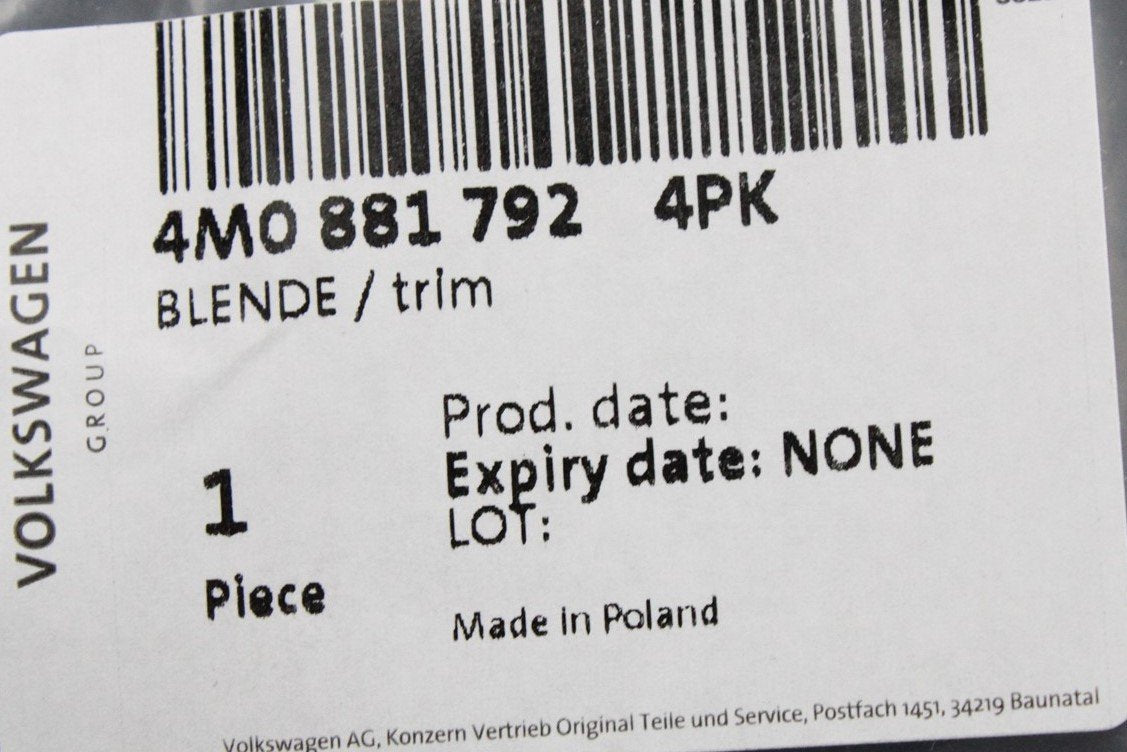 4M0 881 792 4PK
BLENDE / trim
VOLKSWAGEN
GROUP
Prod. date:
Expiry date: NONE
LOT:
1
Piece
Made in Poland
Volkswagen AG, Konzern Vertrieb Original Teile und Service, Postfach 1451, 34219 Baunatal